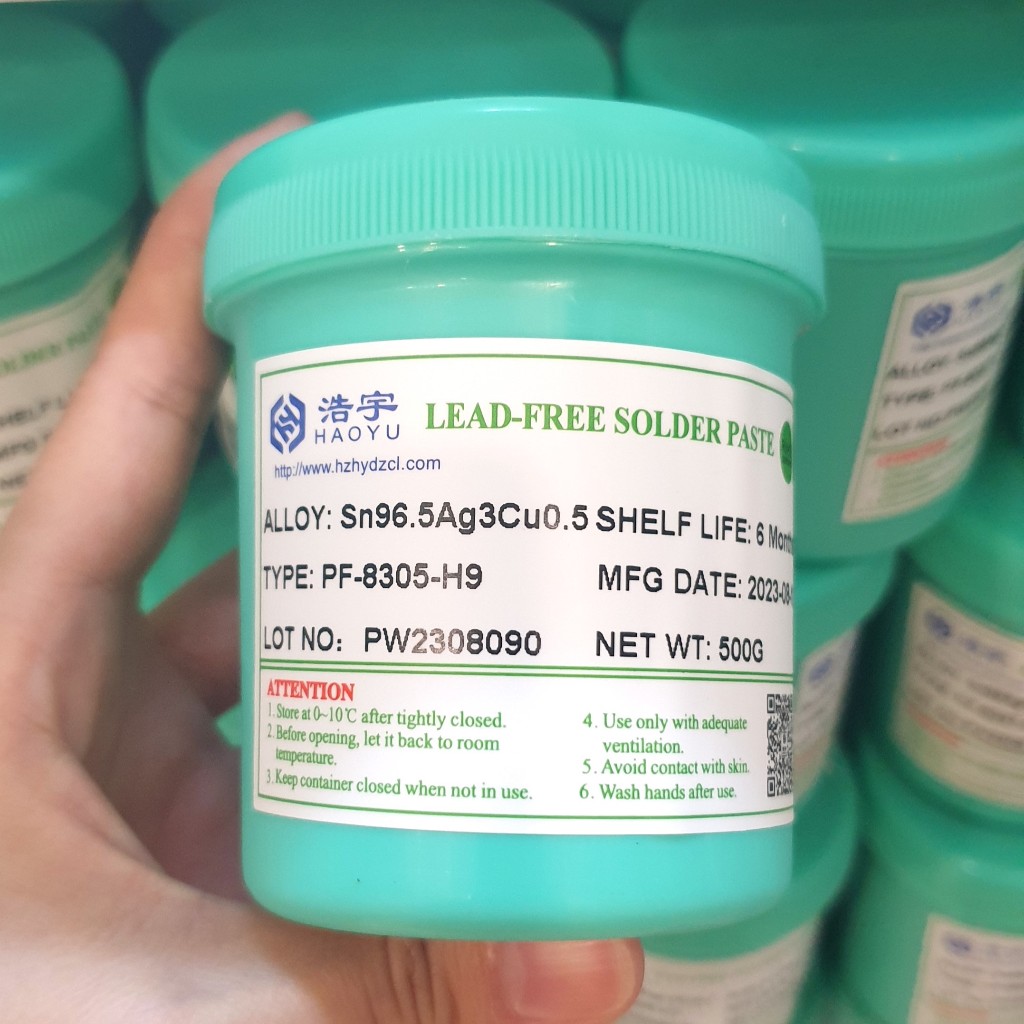 浩宇
HAOYU
LEAD-FREE SOLDER PASTE
http://www.hzhydzcl.com
ALLOY: Sn96.5Ag3Cu0.5 SHELF LIFE: 6
TYPE: PF-8305-H9 MFG DATE: 2023-08-
LOT NO: PW2308090 NET WT: 500G
ATTENTION
1. Store at 0~10℃ after tightly closed.
2. Before opening, let it back to room
temperature.
3. Keep container closed when not in use.
4. Use only with adequate
ventilation.
5. Avoid contact with skin.
6. Wash hands after use.